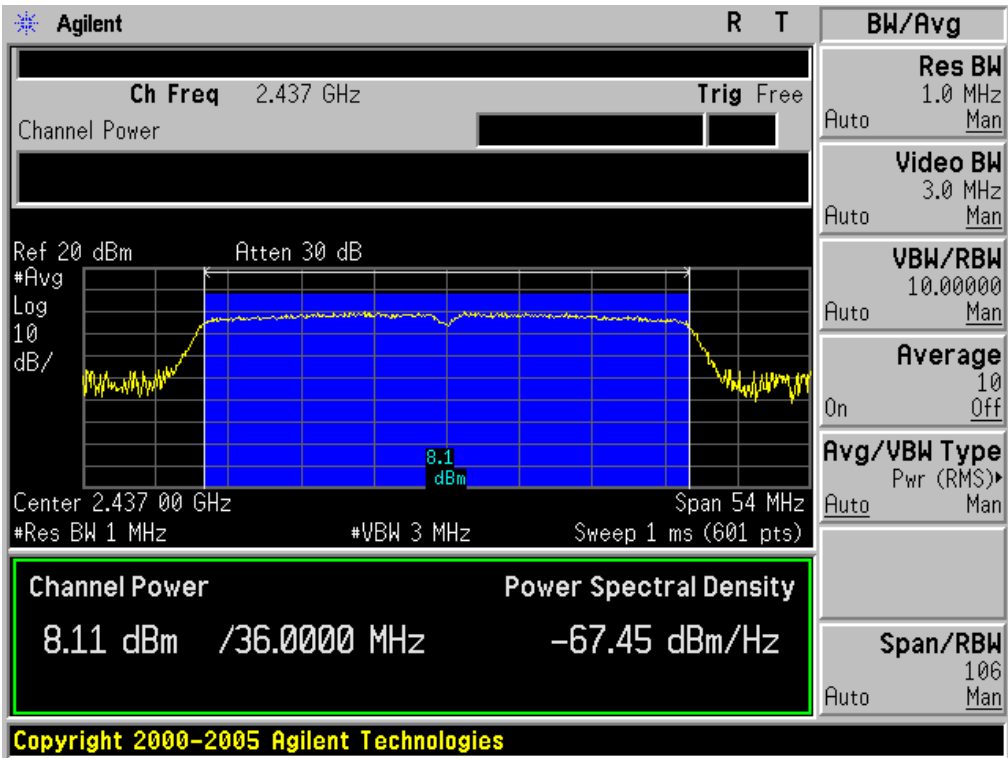 Agilent R T
Ch Freq 2.437 GHz Trig Free
Channel Power
Ref 20 dBm Atten 30 dB
#Avg
Log
10
dB/
8.1
dBm
Center 2.437 00 GHz Span 54 MHz
#Res BW 1 MHz #VBW 3 MHz Sweep 1 ms (601 pts)
Channel Power Power Spectral Density
8.11 dBm /36.0000 MHz -67.45 dBm/Hz
Copyright 2000-2005 Agilent Technologies
BW/Avg
Res BW
1.0 MHz
Auto Man
Video BW
3.0 MHz
Auto Man
VBW/RBW
10.00000
Auto Man
Average
10
On Off
Avg/VBW Type
Pwr (RMS)▸
Auto Man
Span/RBW
106
Auto Man